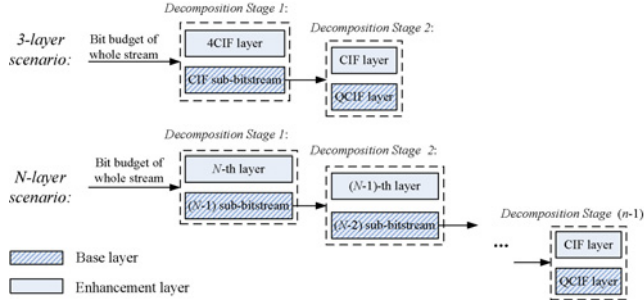 Decomposition Stage 1:
Decomposition Stage 2:
3-layer
scenario:
Bit budget of
whole stream
4CIF layer
CIF sub-bitstream
CIF layer
QCIF layer
Decomposition Stage 1:
Decomposition Stage 2:
N-layer
scenario:
Bit budget of
whole stream
N-th layer
(N-1) sub-bitstream
(N-1)-th layer
(N-2) sub-bitstream
...
Decomposition Stage (n-1)
CIF layer
QCIF layer
Base layer
Enhancement layer